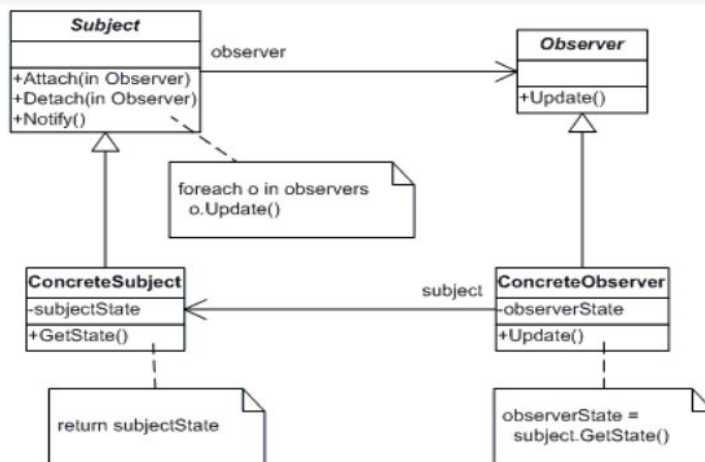 Subject
observer
Observer
+Attach(in Observer)
+Detach(in Observer)
+Notify()
+Update()
foreach o in observers
o.Update()
ConcreteSubject
-subjectState
+GetState()
subject
ConcreteObserver
-observerState
+Update()
return subjectState
observerState =
subject.GetState()